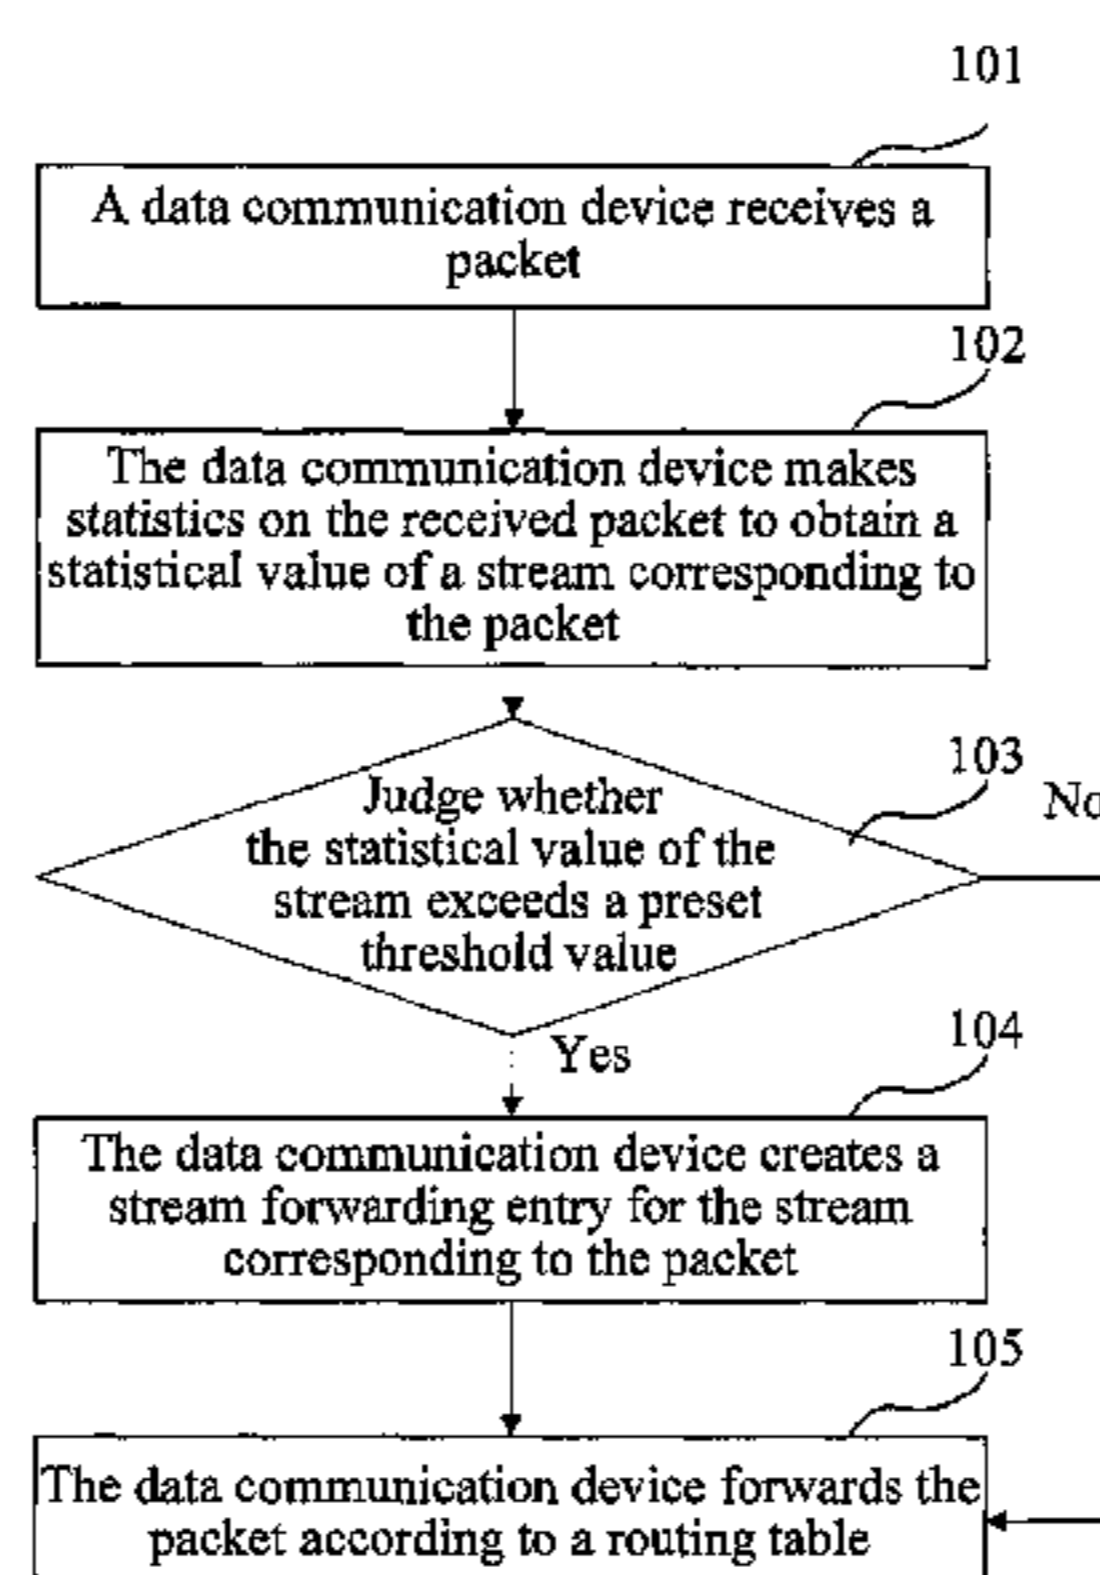 101
A data communication device receives a
packet
102
The data communication device makes
statistics on the received packet to obtain a
statistical value of a stream corresponding to
the packet
103
No
Judge whether
the statistical value of the
stream exceeds a preset
threshold value
Yes
104
The data communication device creates a
stream forwarding entry for the stream
corresponding to the packet
105
The data communication device forwards the
packet according to a routing table